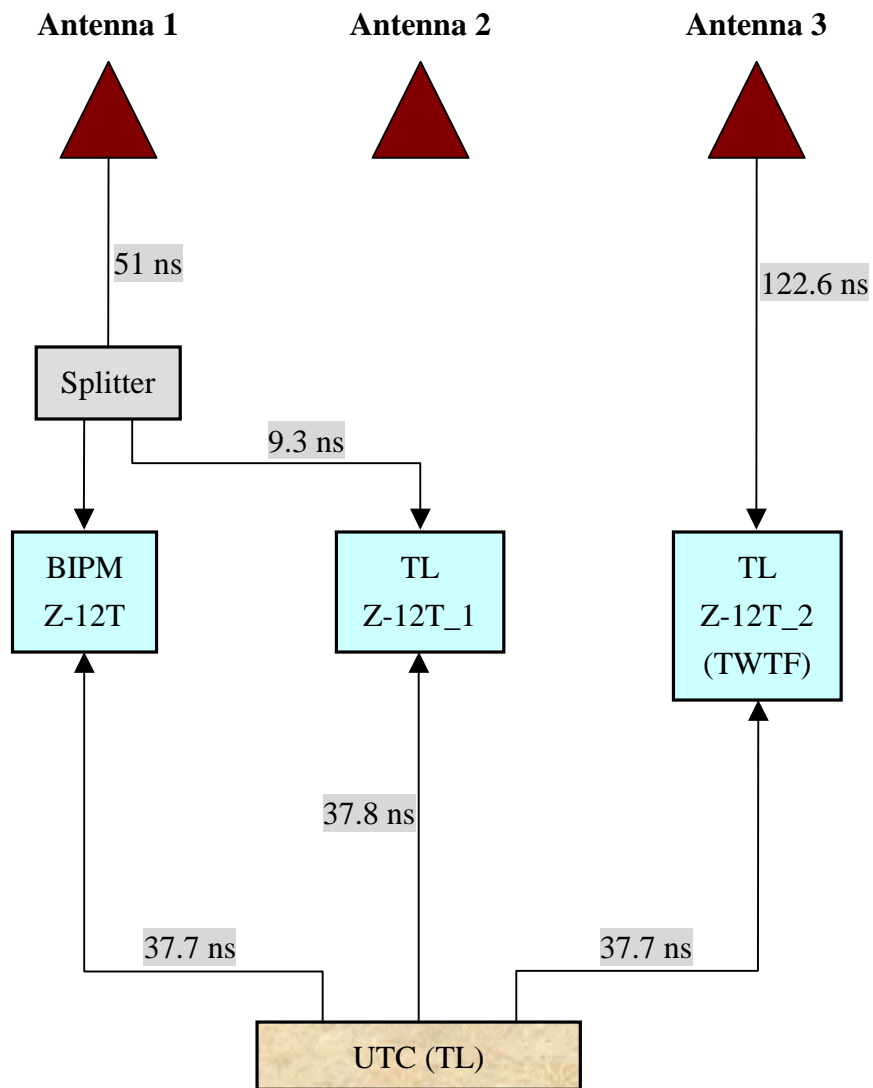 Antenna 1
Antenna 2
Antenna 3
51 ns
122.6 ns
Splitter
9.3 ns
BIPM
Z-12T
TL
Z-12T_1
TL
Z-12T_2
(TWTF)
37.8 ns
37.7 ns
37.7 ns
UTC (TL)